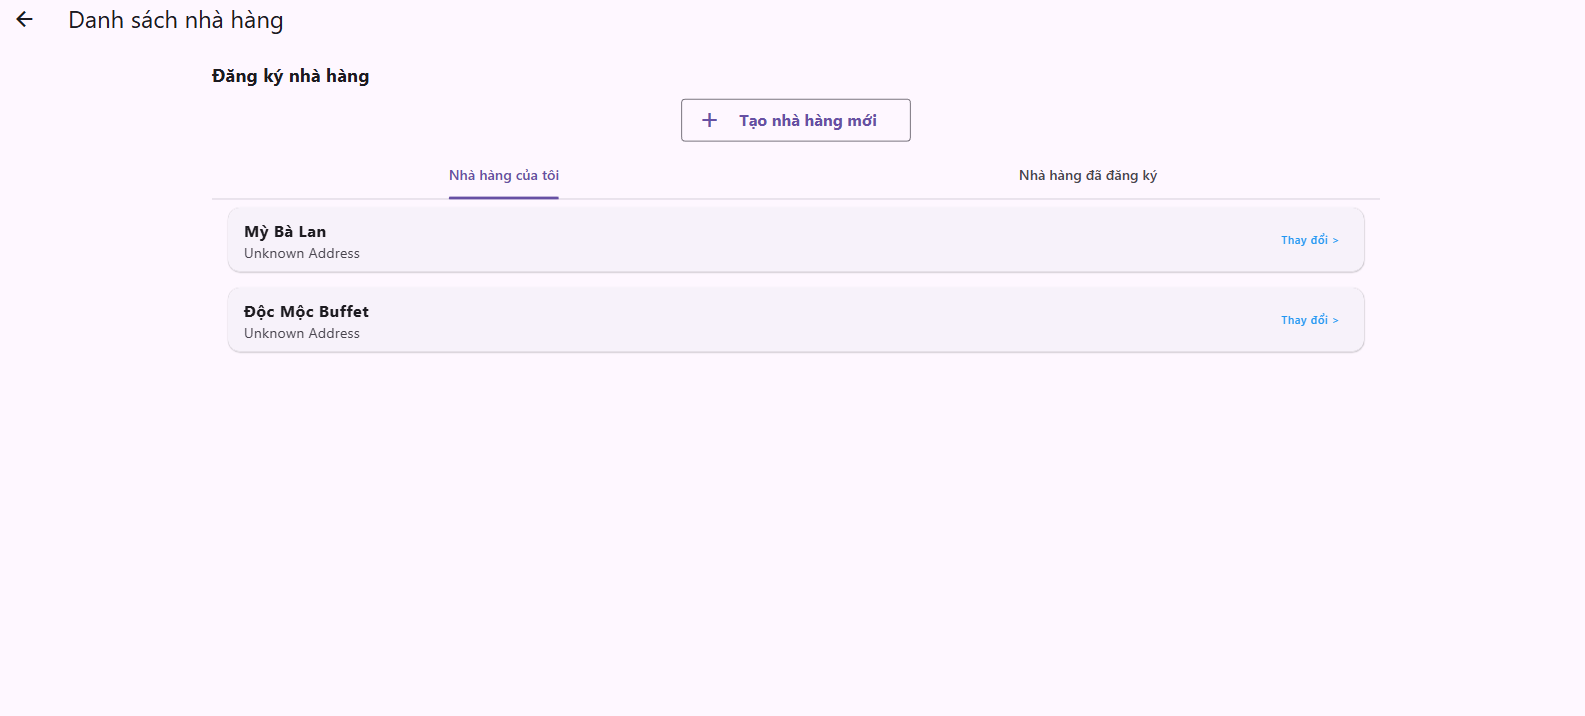 Danh sách nhà hàng
Đăng ký nhà hàng
Tạo nhà hàng mới
Nhà hàng của tôi
Nhà hàng đã đăng ký
Mỳ Bà Lan
Unknown Address
Thay đổi >
Độc Mộc Buffet
Unknown Address
Thay đổi >